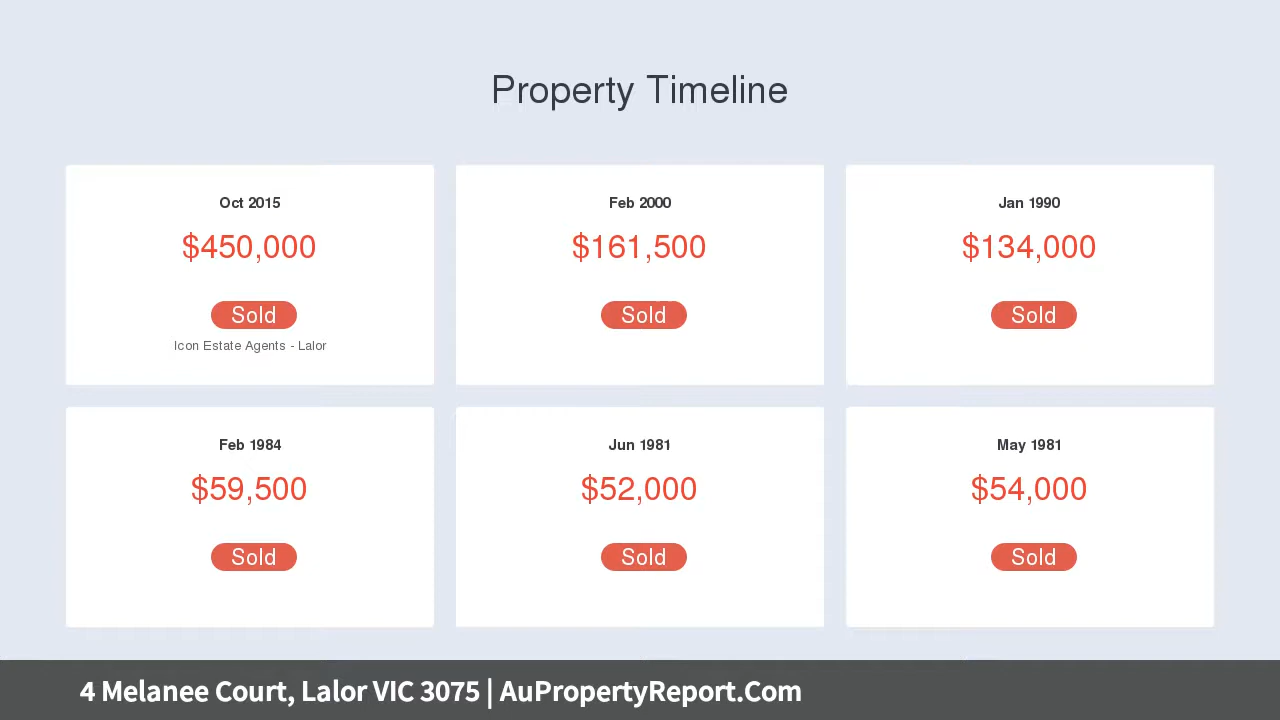 Property Timeline
Oct 2015
$450,000
Sold
Icon Estate Agents - Lalor
Feb 2000
$161,500
Sold
Jan 1990
$134,000
Sold
Feb 1984
$59,500
Sold
Jun 1981
$52,000
Sold
May 1981
$54,000
Sold
4 Melanee Court, Lalor VIC 3075 | AuPropertyReport.Com